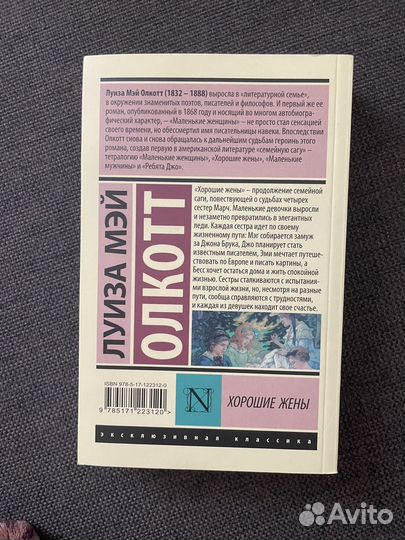 Луиза Мэй Олкотт (1832 – 1888) выросла в «литературной семье»,
в окружении знаменитых поэтов, писателей и философов. И первый же ее
роман, опубликованный в 1868 году и носящий во многом автобиогра-
фический характер, – «Маленькие женщины» – не просто стал сенсацией
своего времени, но обессмертил имя писательницы навеки. Впоследствии
Олкотт снова и снова обращалась к дальнейшим судьбам героинь этого
романа, создав первую в американской литературе «семейную сагу» –
тетралогию «Маленькие женщины», «Хорошие жены», «Маленькие
мужчины» и «Ребята Джо».
ЛУИЗА МЭЙ
ОЛКОТТ
«Хорошие жены» – продолжение семейной
саги, повествующей о судьбах четырех
сестер Марч. Маленькие девочки выросли
и незаметно превратились в элегантных
леди. Каждая сестра идет по своему
жизненному пути: Мэг собирается замуж
за Джона Брука, Джо планирует стать
известным писателем, Эми мечтает путеше-
ствовать по Европе и писать картины, а
Бесс хочет остаться дома и жить спокойной
жизнью. Сестры сталкиваются с испытания-
ми взрослой жизни, но, несмотря на разные
пути, сообща справляются с трудностями,
и каждая из девушек находит свое счастье.
ISBN 978-5-17-122312-0
9 785171 223120 >
N
ХОРОШИЕ ЖЕНЫ
эксклюзивная классика
Avito